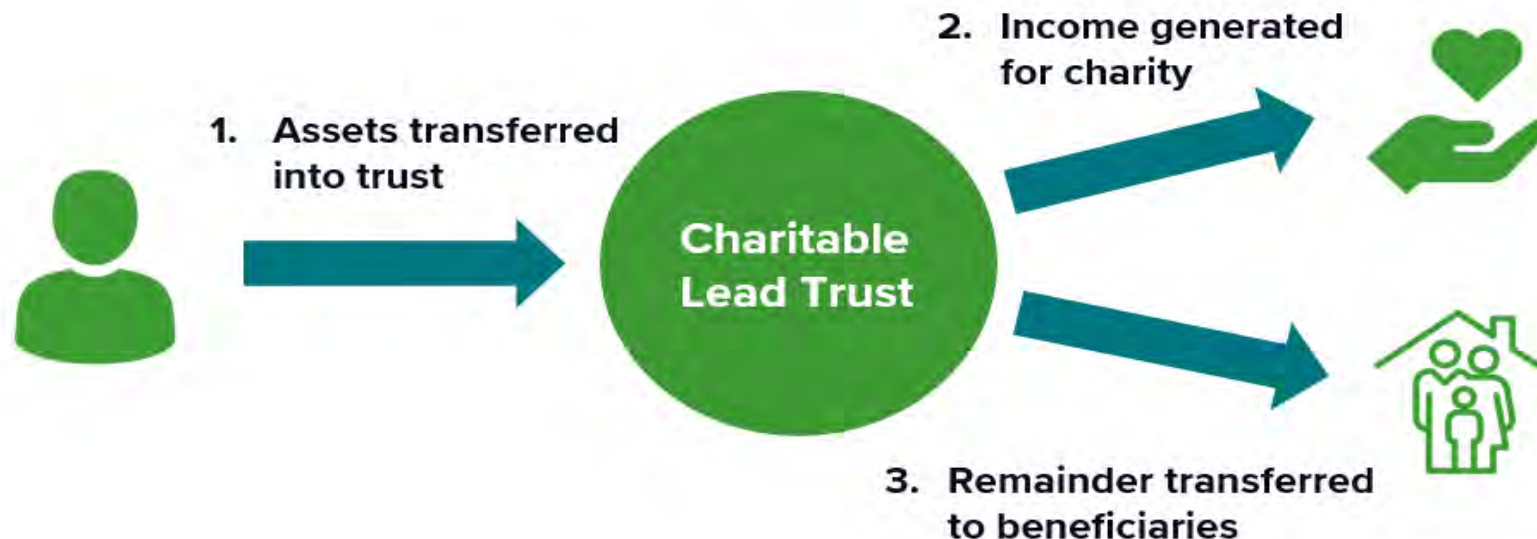 1. Assets transferred
into trust
Charitable
Lead Trust
2. Income generated
for charity
3. Remainder transferred
to beneficiaries